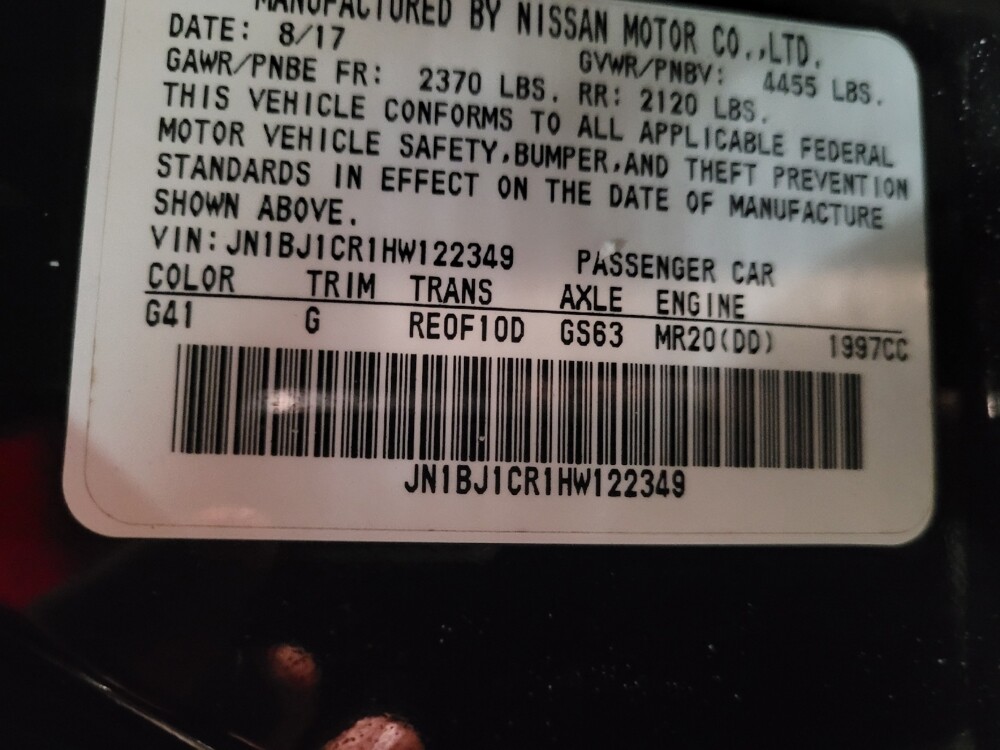 MANUFACTURED BY NISSAN MOTOR CO.,LTD.
DATE: 8/17 GVWR/PNBV: 4455 LBS.
GAWR/PNBE FR: 2370 LBS. RR: 2120 LBS.
THIS VEHICLE CONFORMS TO ALL APPLICABLE FEDERAL
MOTOR VEHICLE SAFETY,BUMPER,AND THEFT PREVENTION
STANDARDS IN EFFECT ON THE DATE OF MANUFACTURE
SHOWN ABOVE.
VIN: JN1BJ1CR1HW122349 PASSENGER CAR
COLOR TRIM TRANS AXLE ENGINE
G41 G RE0F10D GS63 MR20(DD) 1997CC
JN1BJ1CR1HW122349